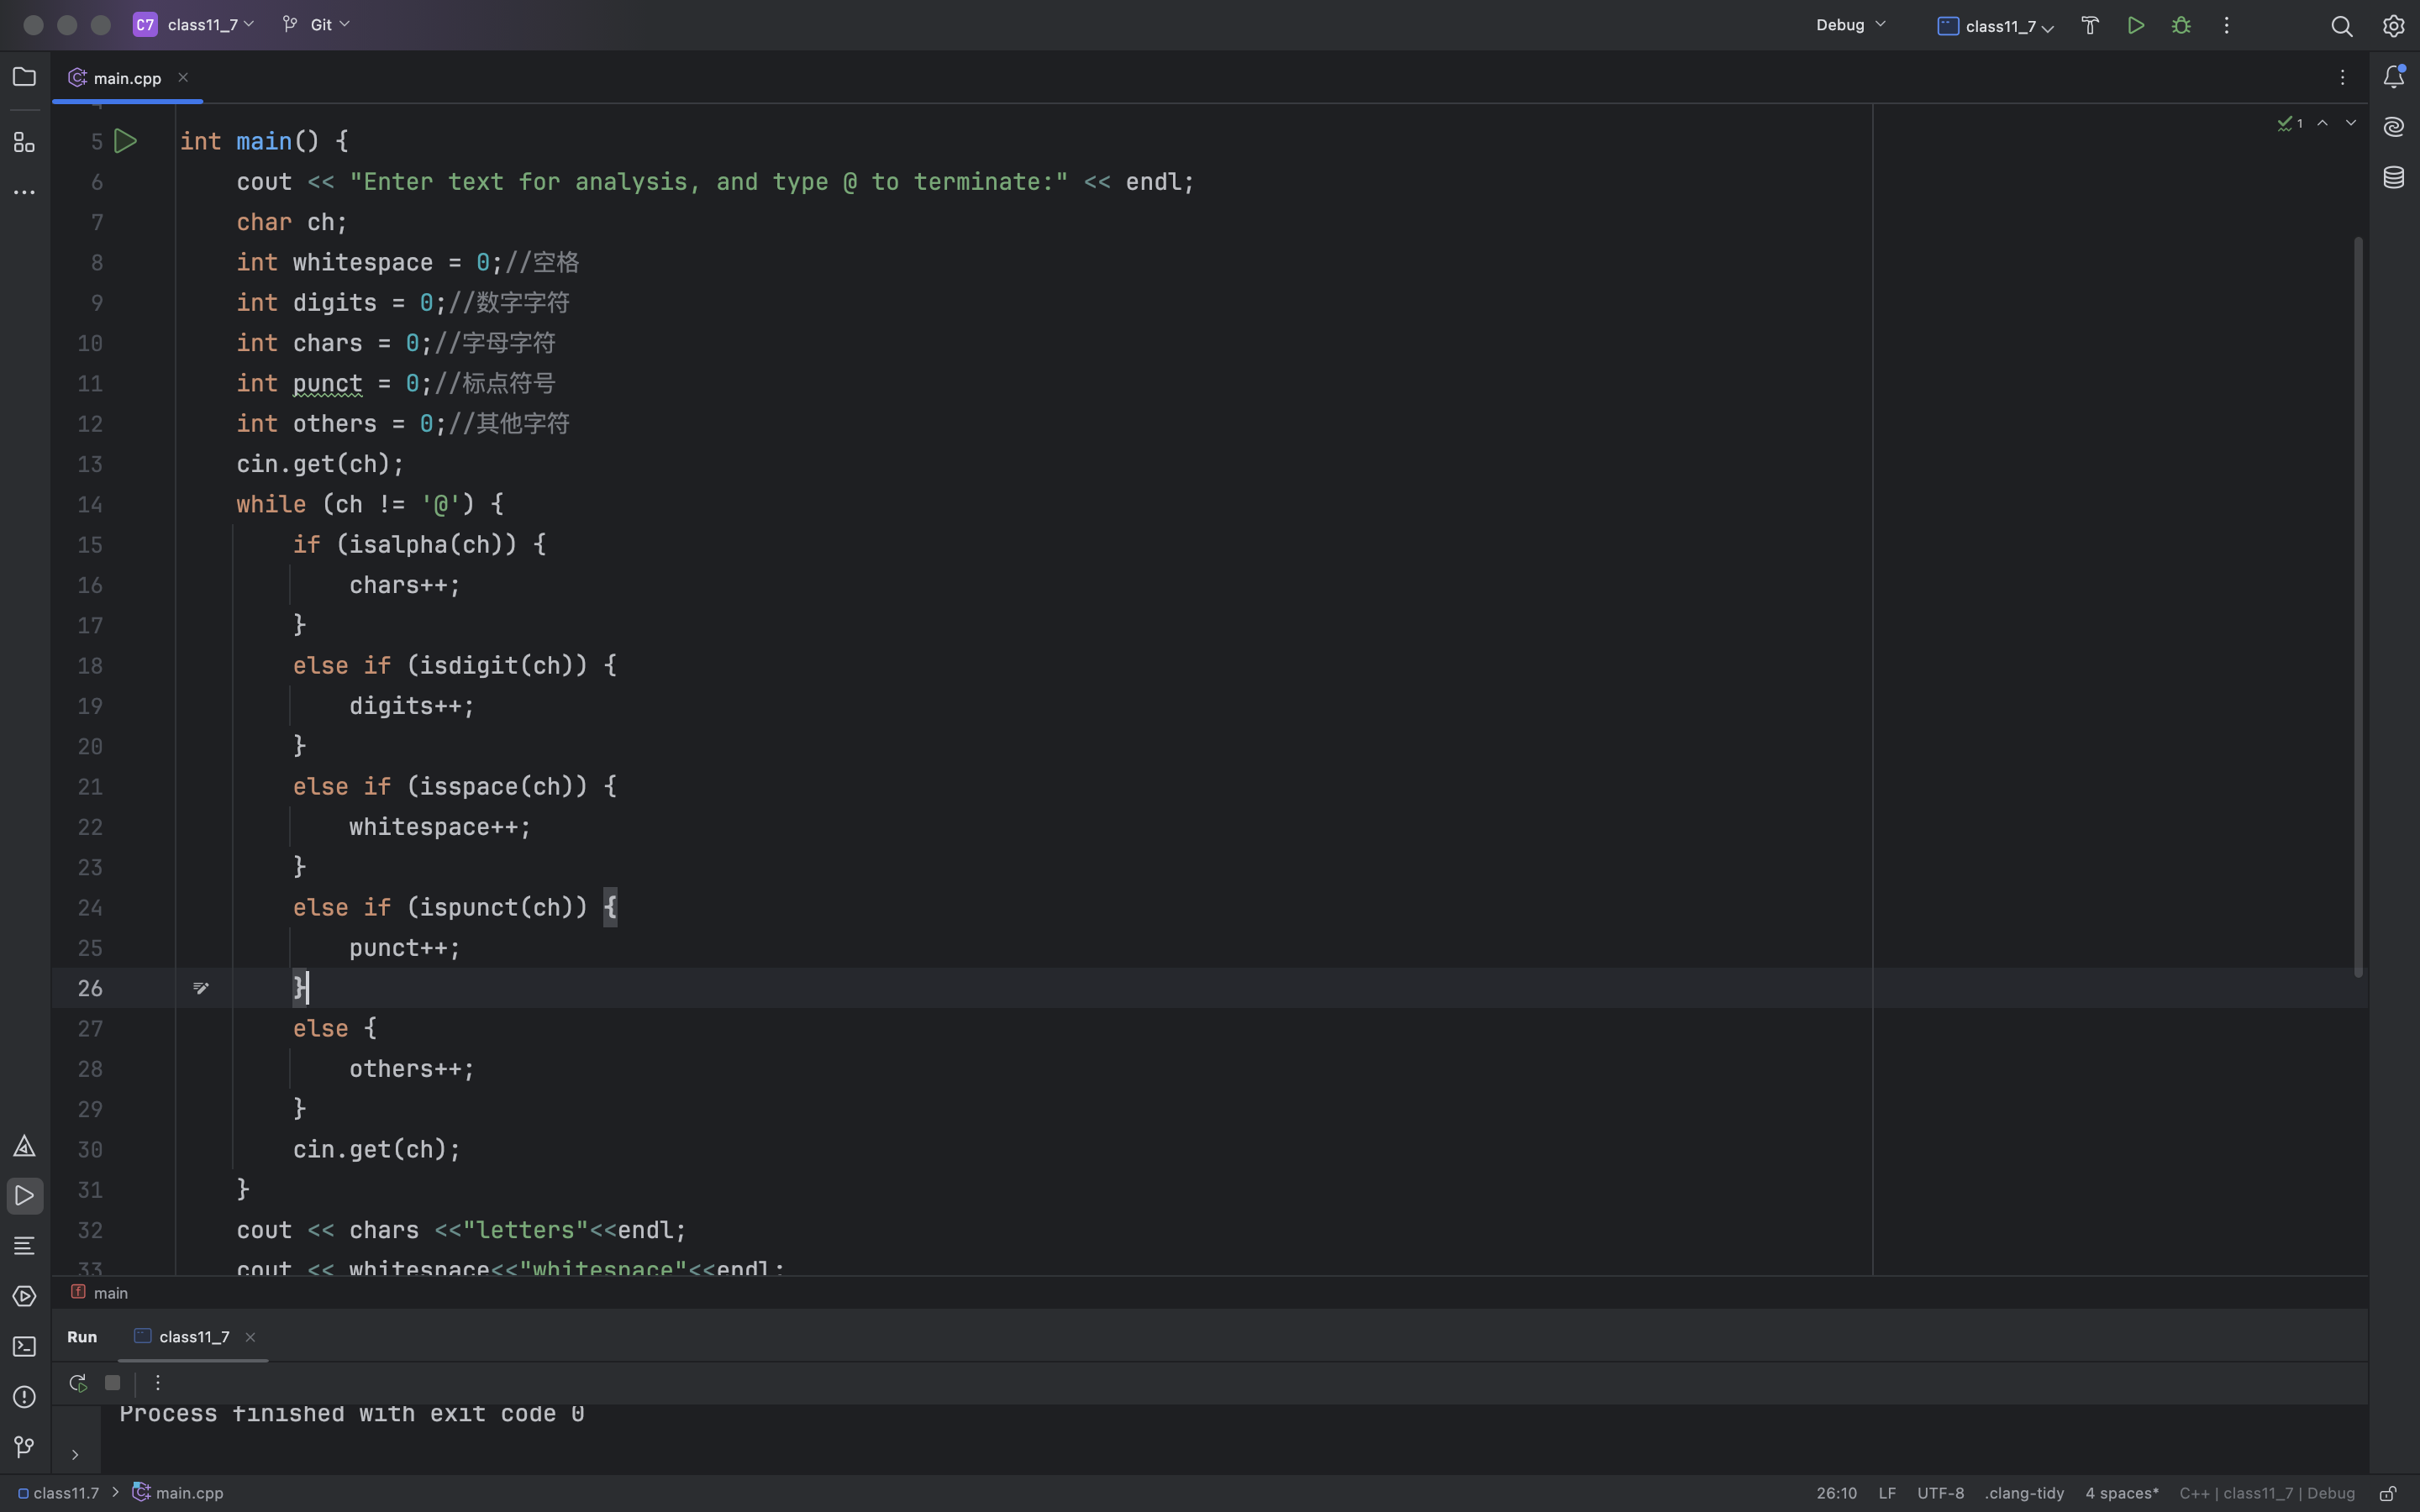 C7 class11_7 Git Debug class11_7
main.cpp
1
5 int main() {
6 cout << "Enter text for analysis, and type @ to terminate:" << endl;
7 char ch;
8 int whitespace = 0;//空格
9 int digits = 0;//数字字符
10 int chars = 0;//字母字符
11 int punct = 0;//标点符号
12 int others = 0;//其他字符
13 cin.get(ch);
14 while (ch != '@') {
15 if (isalpha(ch)) {
16 chars++;
17 }
18 else if (isdigit(ch)) {
19 digits++;
20 }
21 else if (isspace(ch)) {
22 whitespace++;
23 }
24 else if (ispunct(ch)) {
25 punct++;
26 }
27 else {
28 others++;
29 }
30 cin.get(ch);
31 }
32 cout << chars <<"letters"<<endl;
33 cout << whitespace<<"whitespace"<<endl;
main
Run class11_7
Process finished with exit code 0
class11.7 > main.cpp 26:10 LF UTF-8 .clang-tidy 4 spaces* C++ | class11_7 | Debug